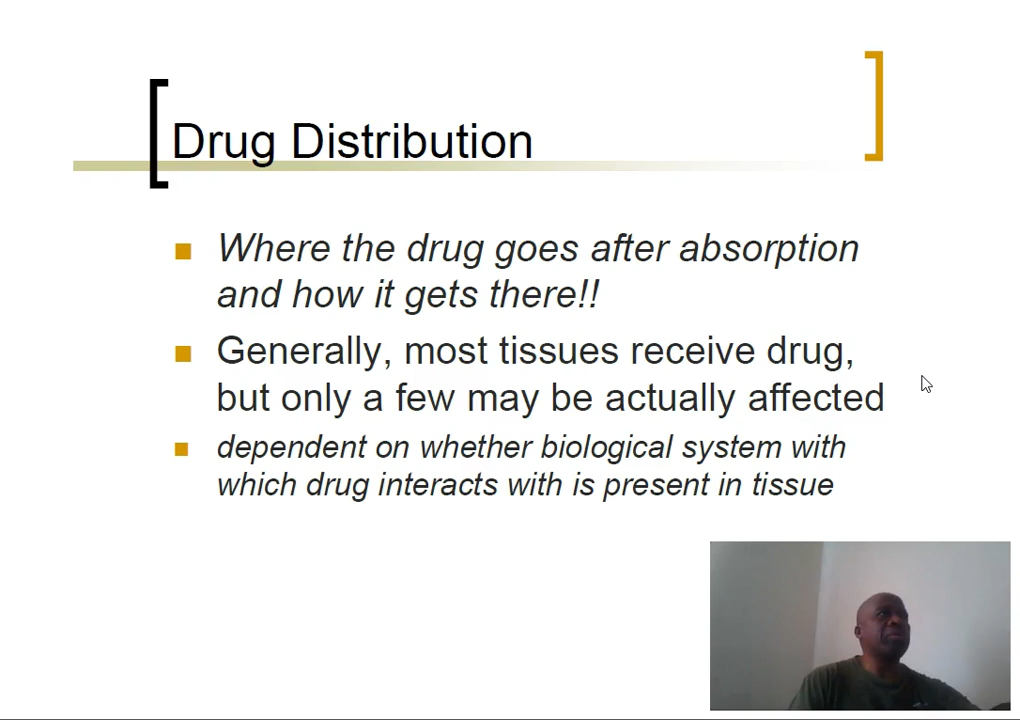 Drug Distribution
Where the drug goes after absorption
and how it gets there!!
Generally, most tissues receive drug,
but only a few may be actually affected
dependent on whether biological system with
which drug interacts with is present in tissue